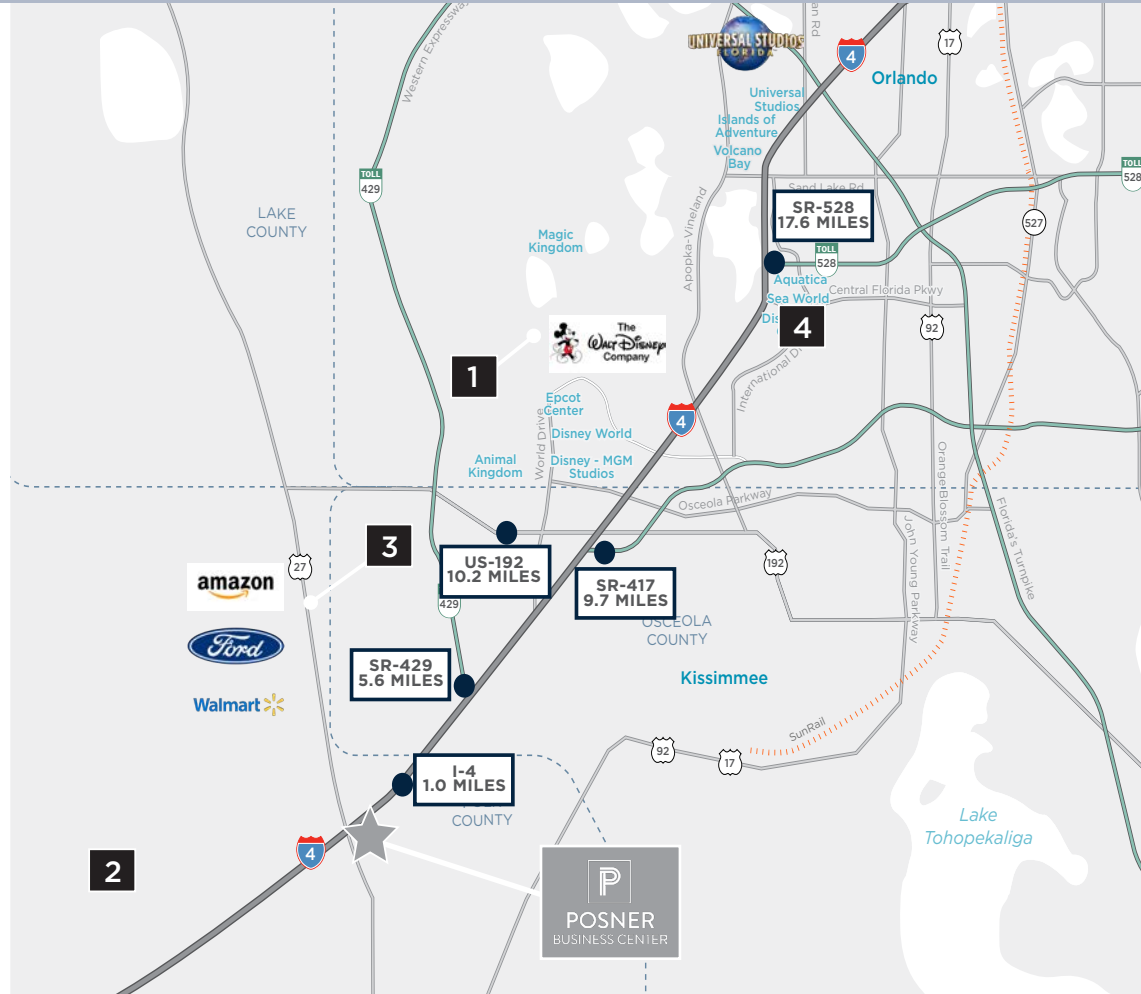 Western Expressway
UNIVERSAL STUDIOS
FLORIDA
an Rd
17
4
Orlando
Universal
Studios
Islands of
Adventure
Volcano
Bay
TOLL
429
TOLL
528
Sand Lake Rd
LAKE
COUNTY
SR-528
17.6 MILES
527
Apopka-Vineland
Magic
Kingdom
TOLL
528
Aquatica
Sea World
Central Florida Pkwy
Dis
4
92
The
WALT DISNEY
Company
1
International D
Epcot
Center
4
World Drive
Disney World
Animal
Kingdom
Disney - MGM
Studios
Orange Blossom Trail
Osceola Parkway
Florida's Turnpike
John Young Parkway
3
US-192
10.2 MILES
27
192
amazon
SR-417
9.7 MILES
429
OSCEOLA
COUNTY
Ford
SR-429
5.6 MILES
Kissimmee
Walmart
SunRail
92
17
I-4
1.0 MILES
COUNTY
Lake
Tohopekaliga
4
2
P
POSNER
BUSINESS CENTER